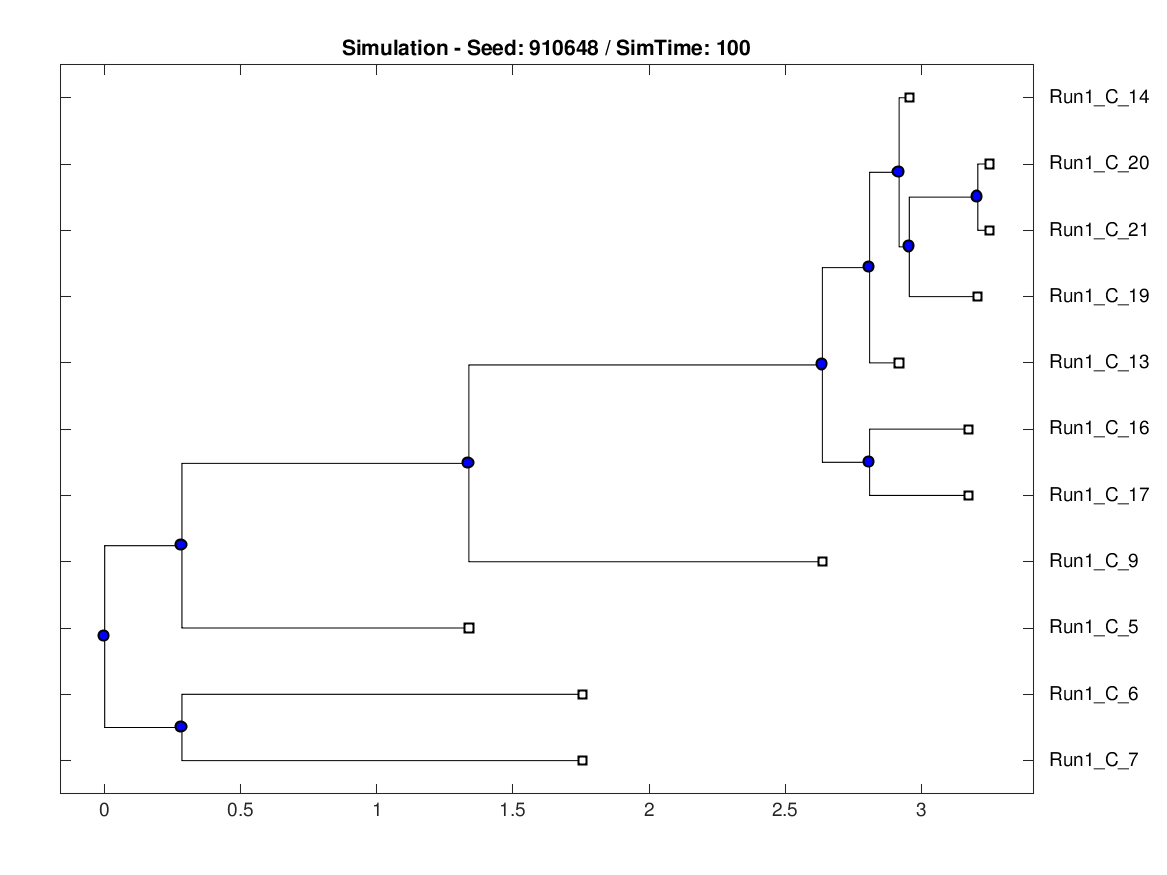 Simulation - Seed: 910648 / SimTime: 100
Run1_C_14
Run1_C_20
Run1_C_21
Run1_C_19
Run1_C_13
Run1_C_16
Run1_C_17
Run1_C_9
Run1_C_5
Run1_C_6
Run1_C_7
0 0.5 1 1.5 2 2.5 3